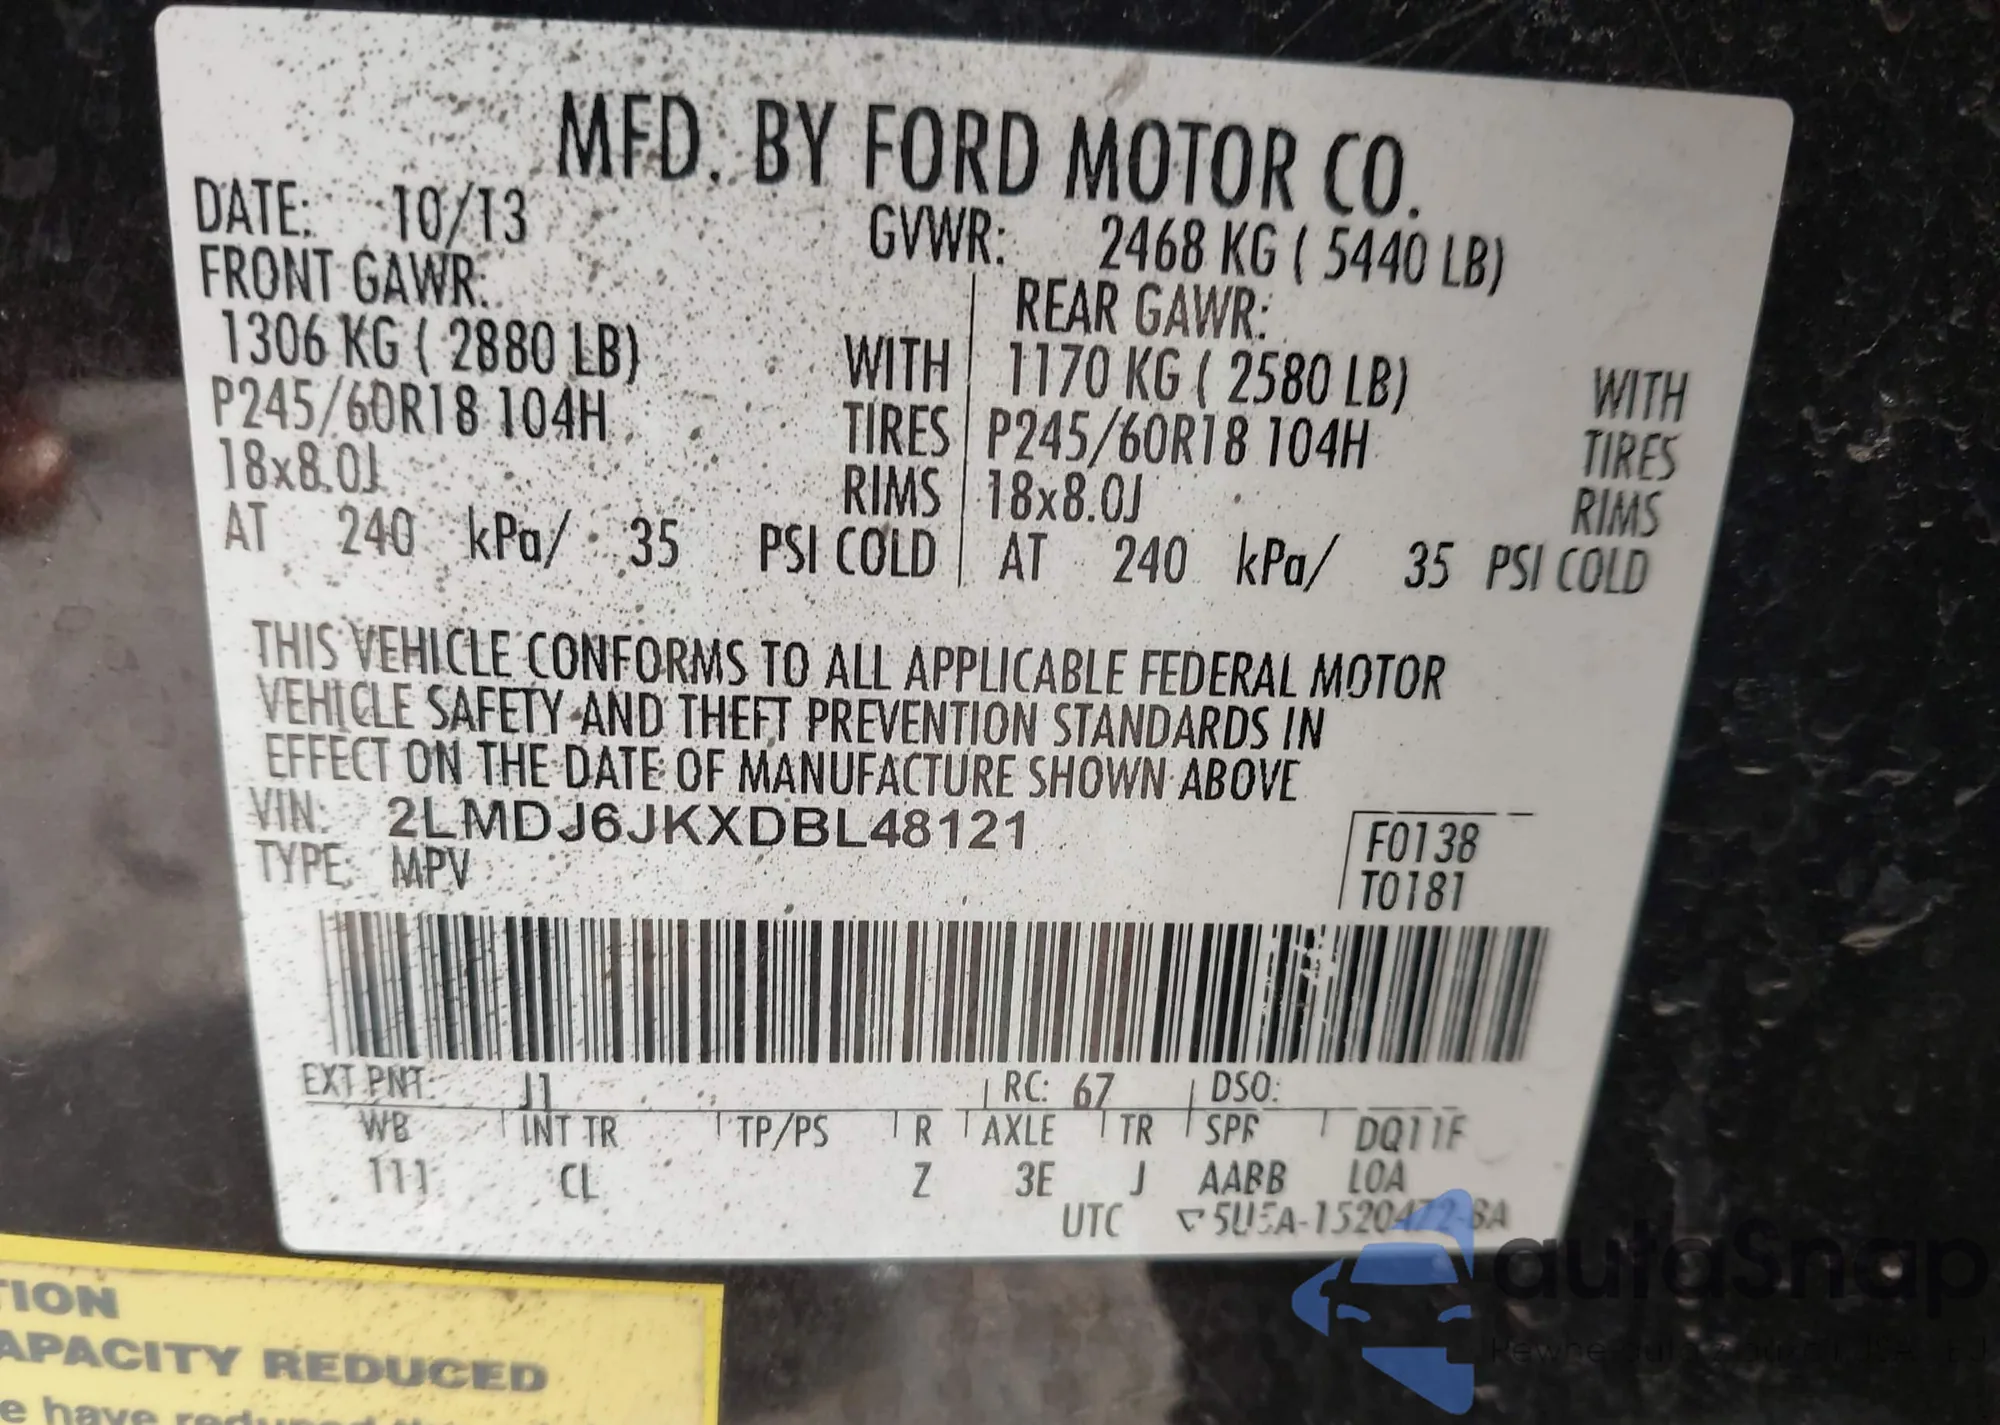 MFD. BY FORD MOTOR CO.
DATE: 10/13 GVWR: 2468 KG ( 5440 LB)
FRONT GAWR: REAR GAWR:
1306 KG ( 2880 LB) WITH 1170 KG ( 2580 LB) WITH
P245/60R18 104H TIRES P245/60R18 104H TIRES
18x8.0J RIMS 18x8.0J RIMS
AT 240 kPa/ 35 PSI COLD AT 240 kPa/ 35 PSI COLD
THIS VEHICLE CONFORMS TO ALL APPLICABLE FEDERAL MOTOR
VEHICLE SAFETY AND THEFT PREVENTION STANDARDS IN
EFFECT ON THE DATE OF MANUFACTURE SHOWN ABOVE
VIN: 2LMDJ6JKXDBL48121
TYPE: MPV
F0138
T0181
EXT PNT: J1 RC: 67 DSO:
WB INT TR TP/PS R AXLE TR SPR DQ11F
111 CL Z 3E J AABB LOA
UTC
TION
APACITY REDUCED
e have reduced
autoSnap